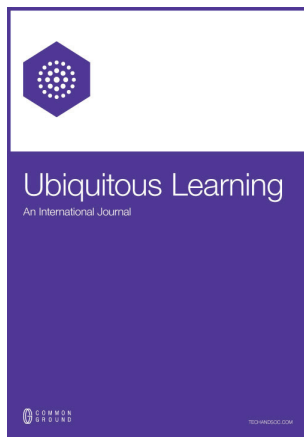 Ubiquitous Learning
An International Journal
COMMON
GROUND
TECHANDSOC.COM